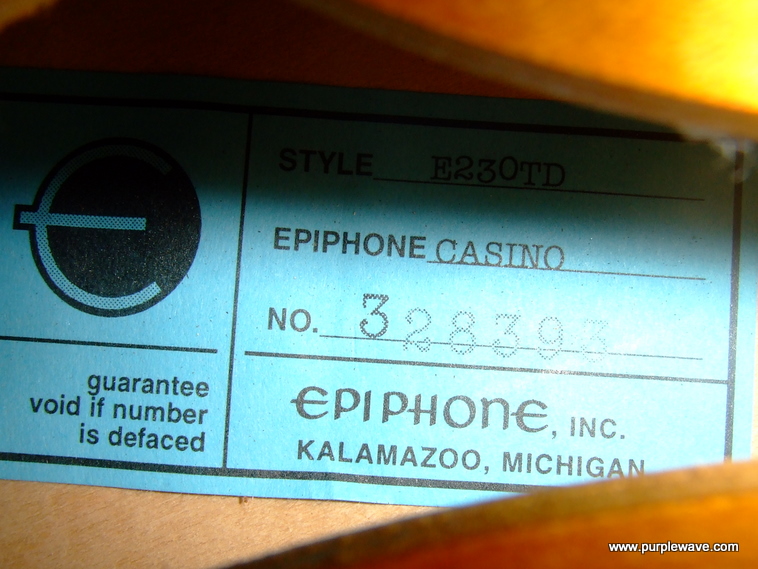 STYLE E230TD
EPIPHONE CASINO
NO. 328393
guarantee
void if number
is defaced
EPIPHONE, INC.
KALAMAZOO, MICHIGAN
www.purplewave.com